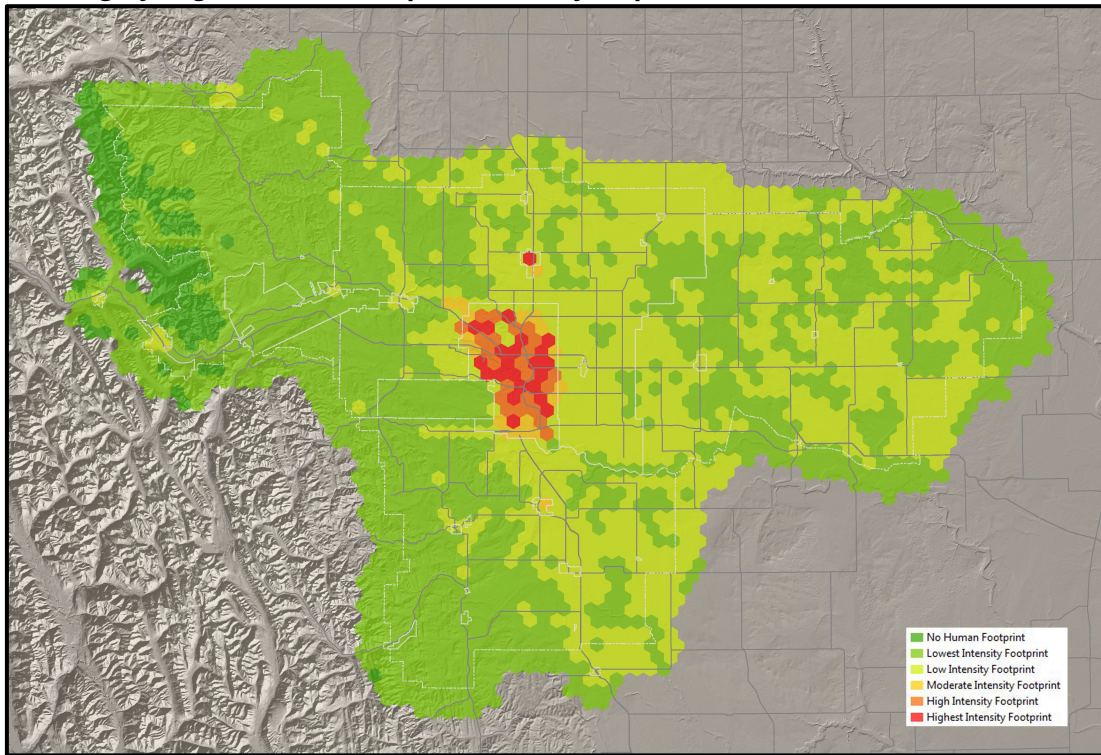 No Human Footprint
Lowest Intensity Footprint
Low Intensity Footprint
Moderate Intensity Footprint
High Intensity Footprint
Highest Intensity Footprint